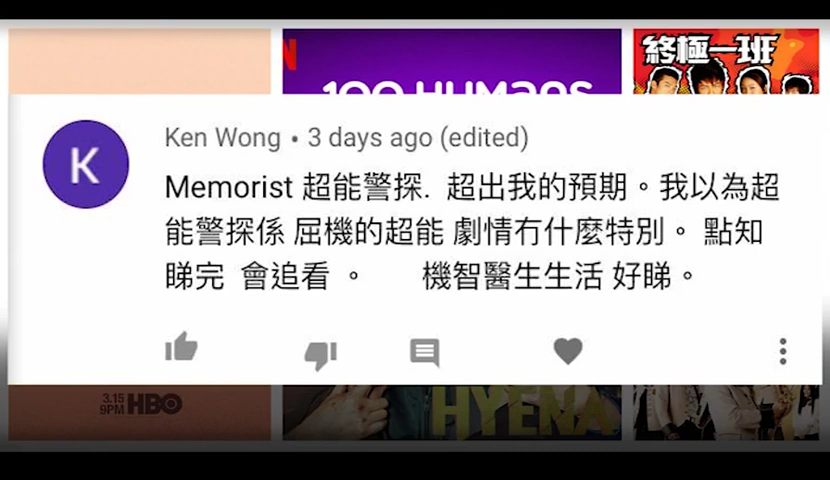 N
100 HUMANS
終極一班
K
Ken Wong • 3 days ago (edited)
Memorist 超能警探. 超出我的預期。我以為超
能警探係 屈機的超能 劇情冇什麼特別。 點知
睇完 會追看 。 機智醫生生活 好睇。
3.15
9PM HBO
HYENA